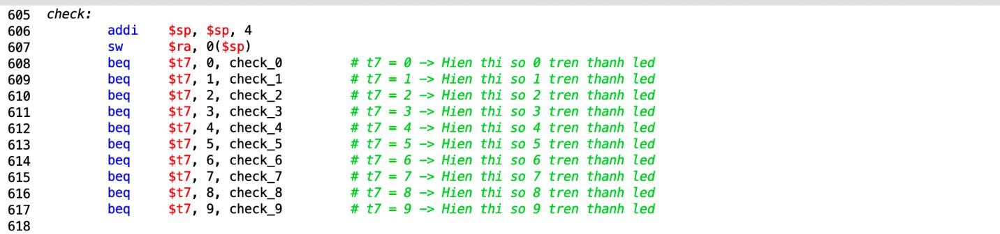 605 check:
606 addi $sp, $sp, 4
607 sw $ra, 0($sp)
608 beq $t7, 0, check_0 # t7 = 0 -> Hien thi so 0 tren thanh led
609 beq $t7, 1, check_1 # t7 = 1 -> Hien thi so 1 tren thanh led
610 beq $t7, 2, check_2 # t7 = 2 -> Hien thi so 2 tren thanh led
611 beq $t7, 3, check_3 # t7 = 3 -> Hien thi so 3 tren thanh led
612 beq $t7, 4, check_4 # t7 = 4 -> Hien thi so 4 tren thanh led
613 beq $t7, 5, check_5 # t7 = 5 -> Hien thi so 5 tren thanh led
614 beq $t7, 6, check_6 # t7 = 6 -> Hien thi so 6 tren thanh led
615 beq $t7, 7, check_7 # t7 = 7 -> Hien thi so 7 tren thanh led
616 beq $t7, 8, check_8 # t7 = 8 -> Hien thi so 8 tren thanh led
617 beq $t7, 9, check_9 # t7 = 9 -> Hien thi so 9 tren thanh led
618